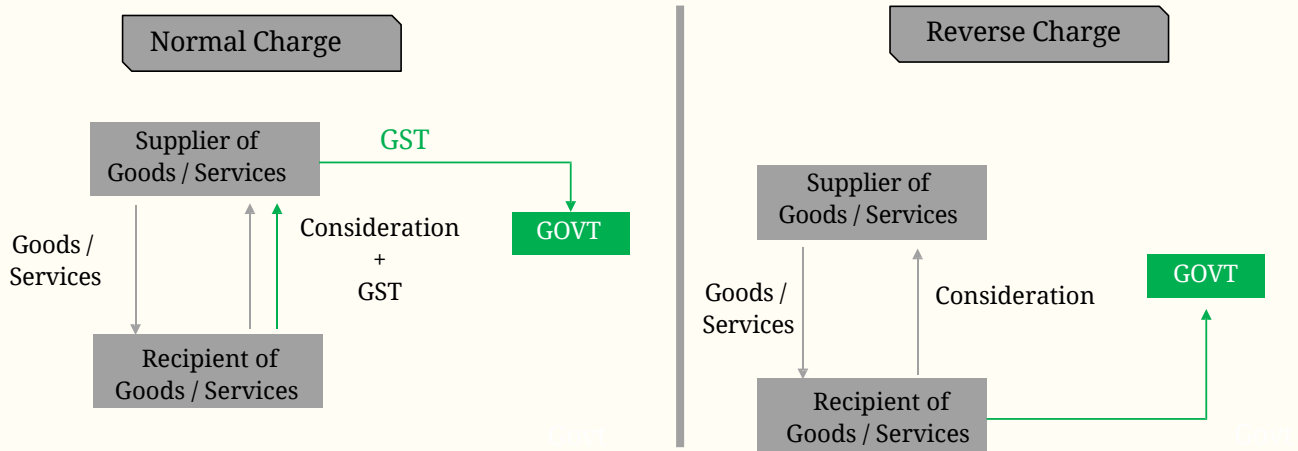 Normal Charge
Supplier of
Goods / Services
GST
GOVT
Goods /
Services
Consideration
+
GST
Recipient of
Goods / Services
Reverse Charge
Supplier of
Goods / Services
GOVT
Goods /
Services
Consideration
Recipient of
Goods / Services